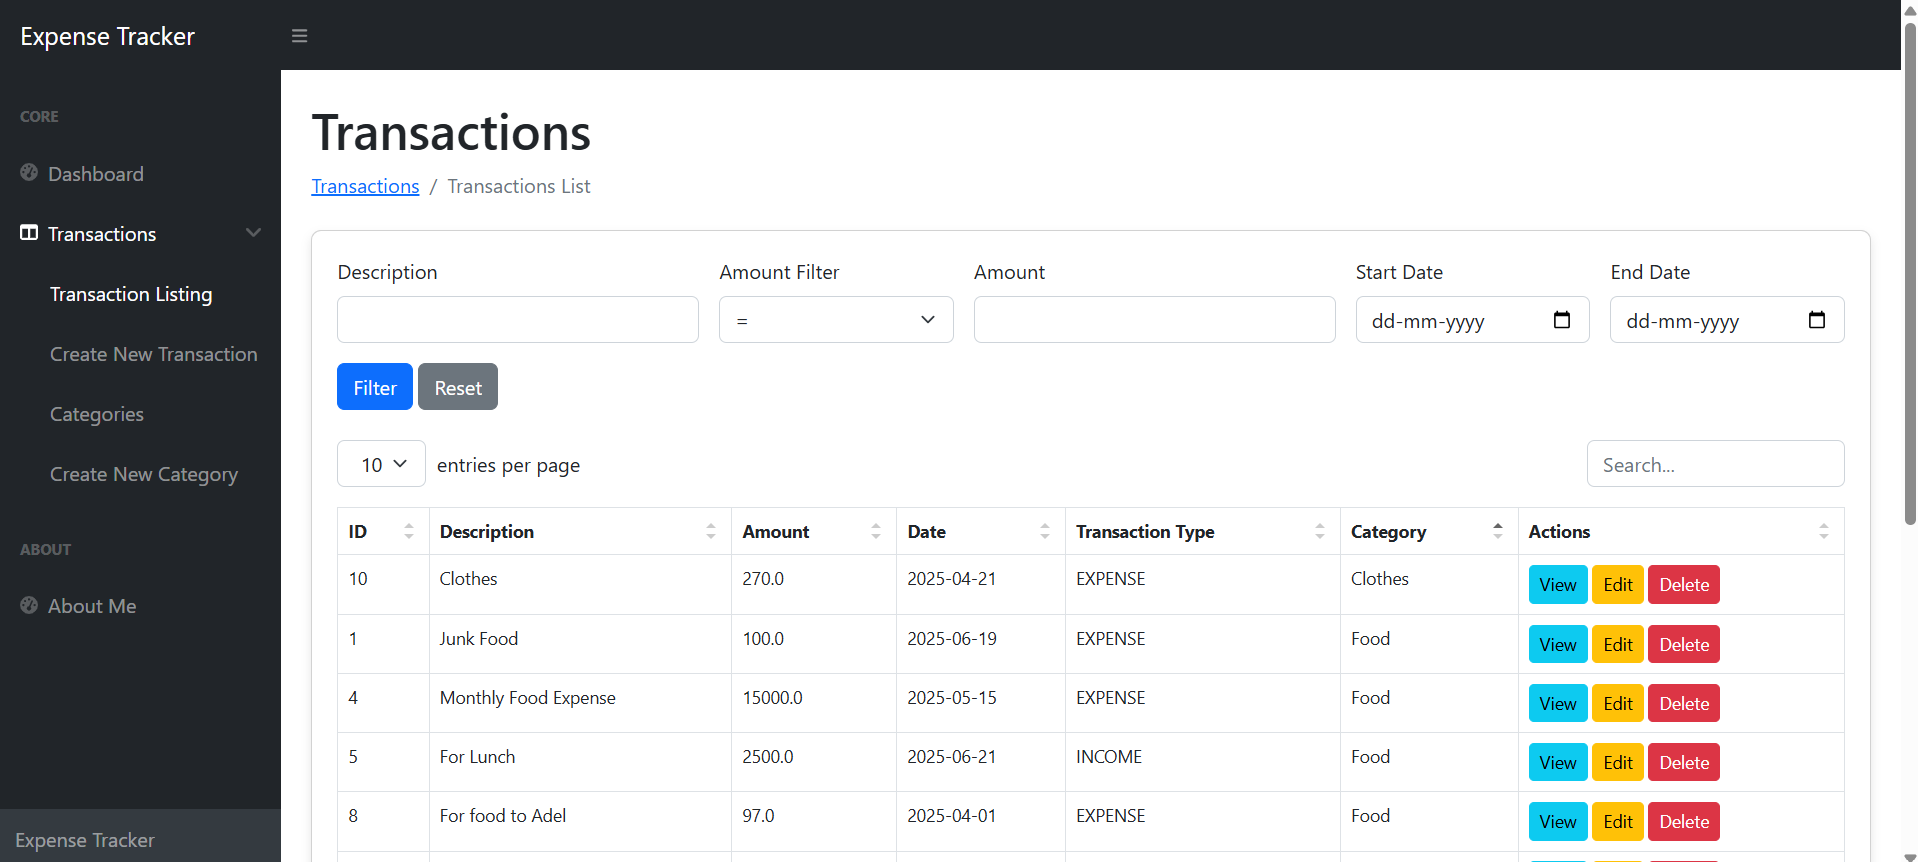 Expense Tracker
CORE
Dashboard
Transactions
Transaction Listing
Create New Transaction
Categories
Create New Category
ABOUT
About Me
Expense Tracker
Transactions
Transactions / Transactions List
Description Amount Filter Amount Start Date End Date
= dd-mm-yyyy dd-mm-yyyy
Filter Reset
10 entries per page Search...
ID Description Amount Date Transaction Type Category Actions
10 Clothes 270.0 2025-04-21 EXPENSE Clothes View Edit Delete
1 Junk Food 100.0 2025-06-19 EXPENSE Food View Edit Delete
4 Monthly Food Expense 15000.0 2025-05-15 EXPENSE Food View Edit Delete
5 For Lunch 2500.0 2025-06-21 INCOME Food View Edit Delete
8 For food to Adel 97.0 2025-04-01 EXPENSE Food View Edit Delete